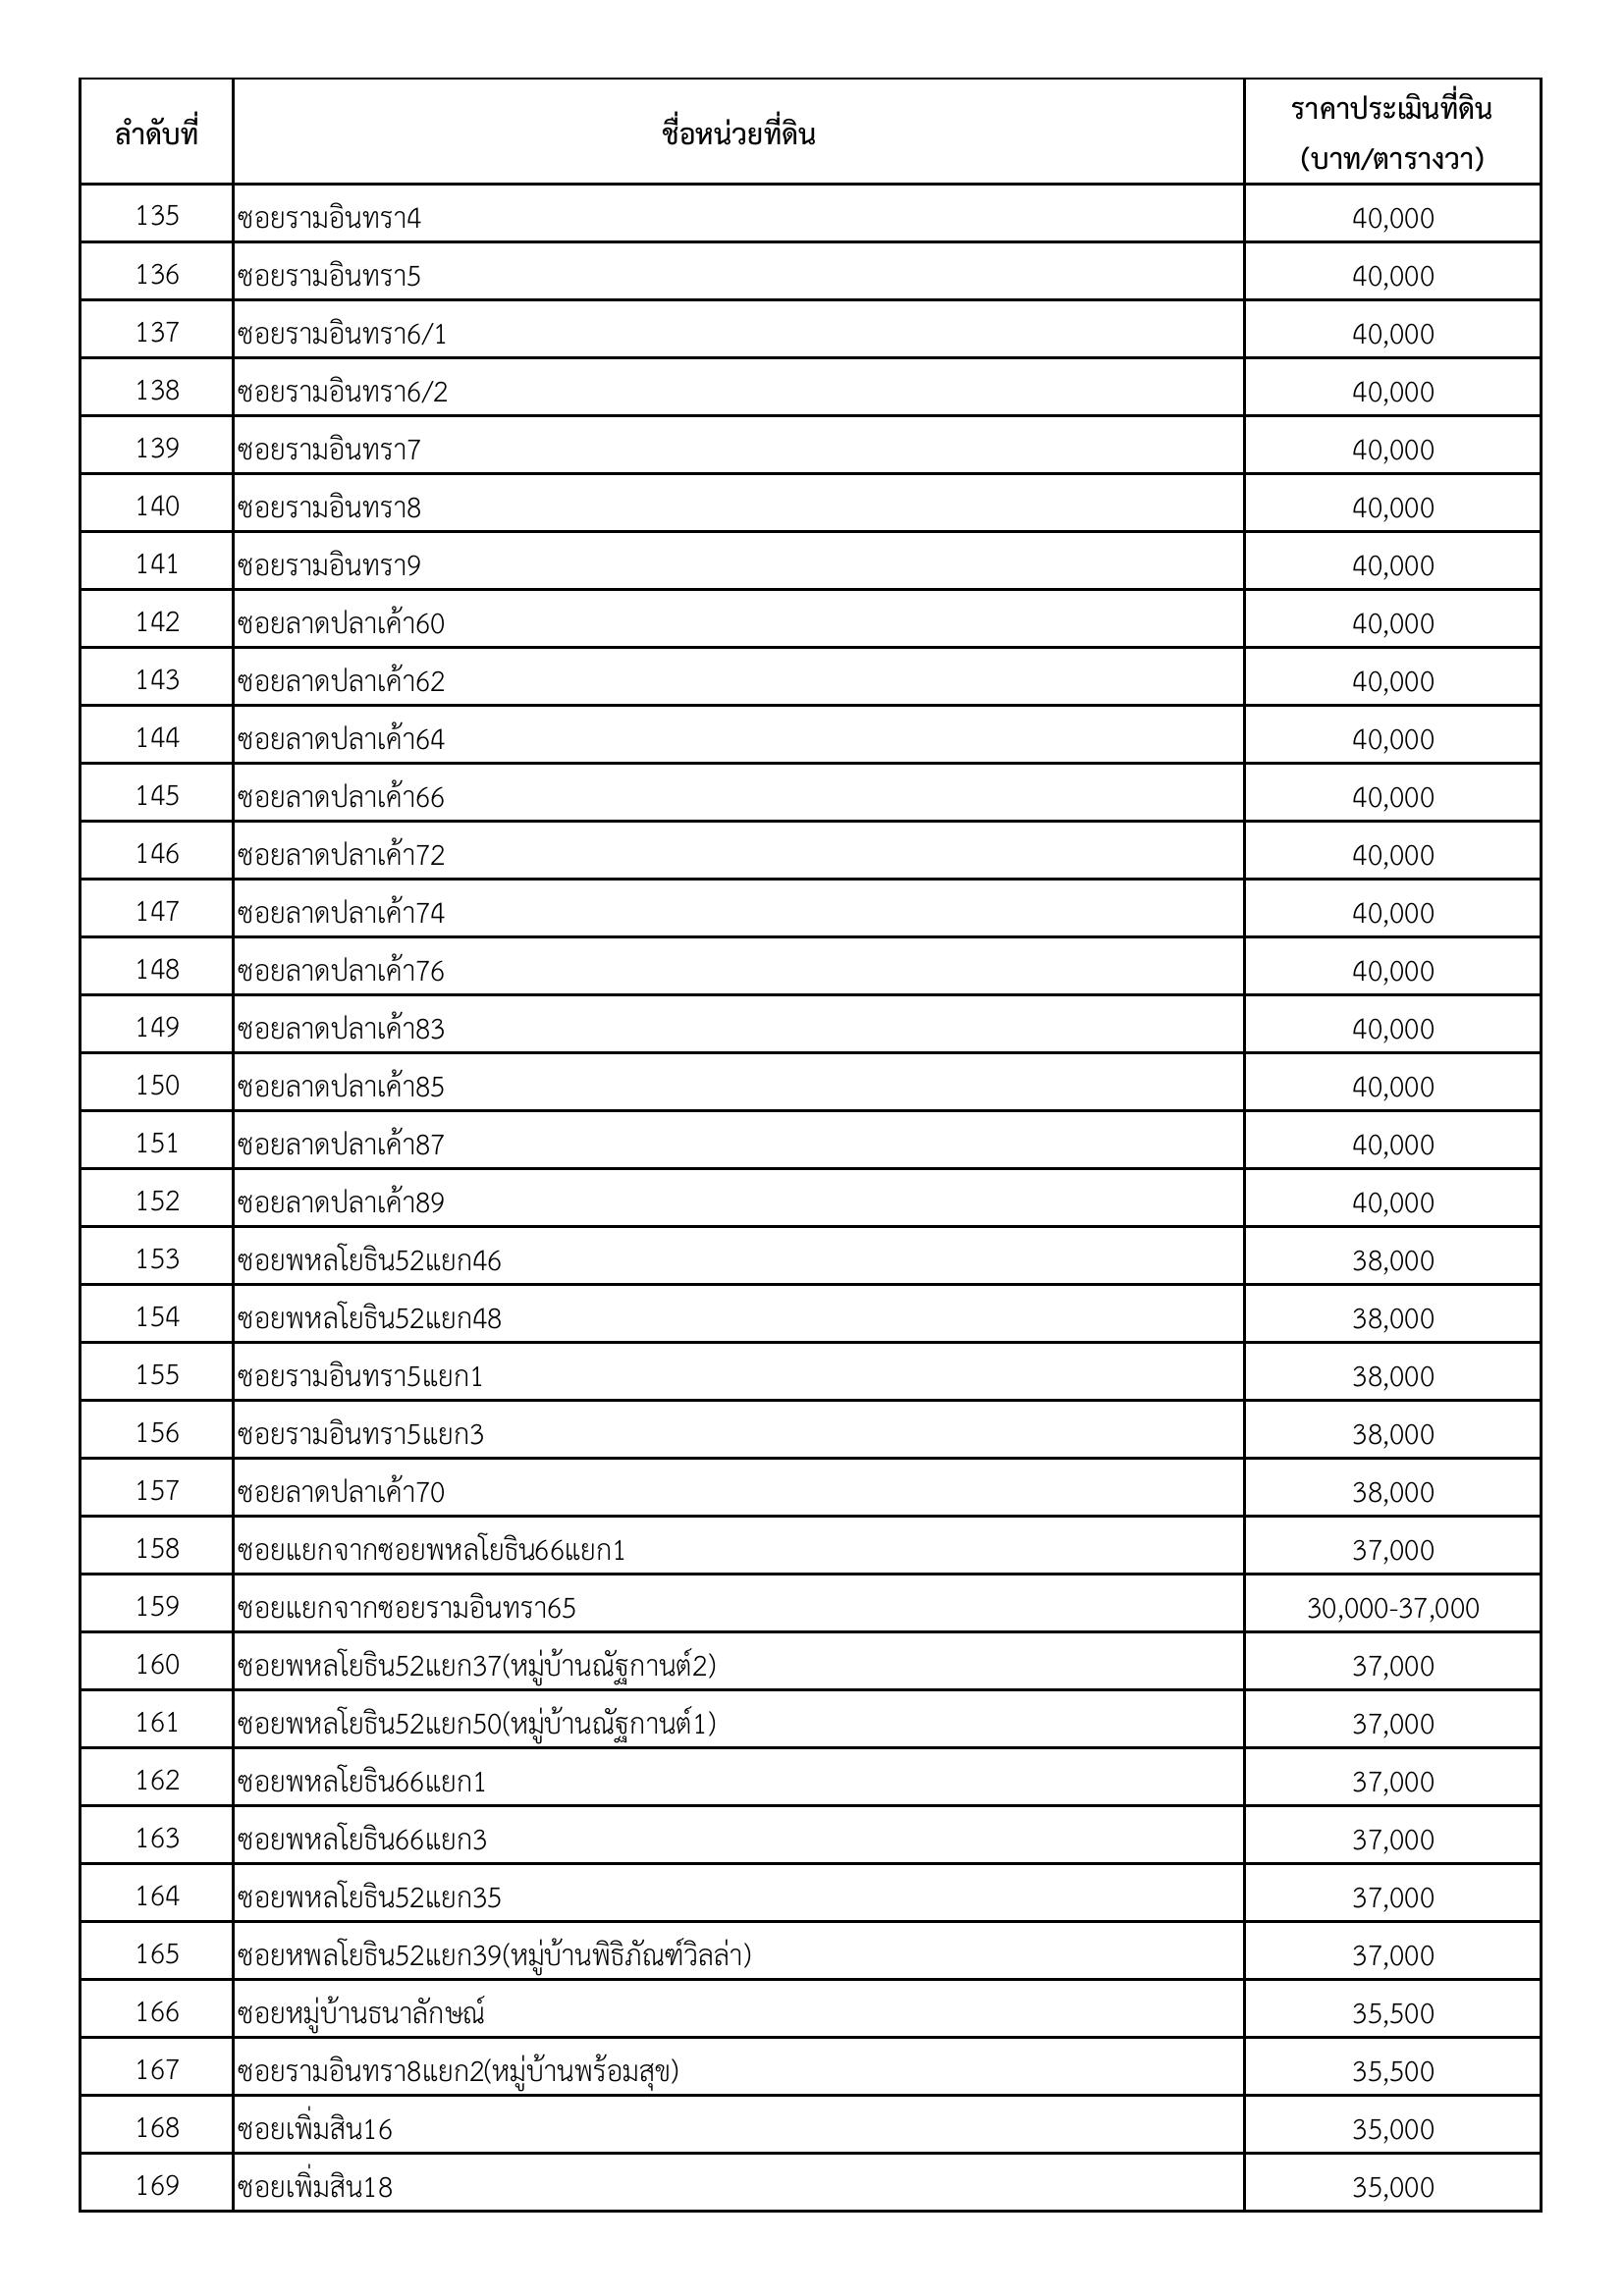 ลำดับที่ ชื่อหน่วยที่ดิน ราคาประเมินที่ดิน
(บาท/ตารางวา)
135 ซอยรามอินทรา4 40,000
136 ซอยรามอินทรา5 40,000
137 ซอยรามอินทรา6/1 40,000
138 ซอยรามอินทรา6/2 40,000
139 ซอยรามอินทรา7 40,000
140 ซอยรามอินทรา8 40,000
141 ซอยรามอินทรา9 40,000
142 ซอยลาดปลาเค้า60 40,000
143 ซอยลาดปลาเค้า62 40,000
144 ซอยลาดปลาเค้า64 40,000
145 ซอยลาดปลาเค้า66 40,000
146 ซอยลาดปลาเค้า72 40,000
147 ซอยลาดปลาเค้า74 40,000
148 ซอยลาดปลาเค้า76 40,000
149 ซอยลาดปลาเค้า83 40,000
150 ซอยลาดปลาเค้า85 40,000
151 ซอยลาดปลาเค้า87 40,000
152 ซอยลาดปลาเค้า89 40,000
153 ซอยพหลโยธิน52แยก46 38,000
154 ซอยพหลโยธิน52แยก48 38,000
155 ซอยรามอินทรา5แยก1 38,000
156 ซอยรามอินทรา5แยก3 38,000
157 ซอยลาดปลาเค้า70 38,000
158 ซอยแยกจากซอยพหลโยธิน66แยก1 37,000
159 ซอยแยกจากซอยรามอินทรา65 30,000-37,000
160 ซอยพหลโยธิน52แยก37(หมู่บ้านณัฐกานต์2) 37,000
161 ซอยพหลโยธิน52แยก50(หมู่บ้านณัฐกานต์1) 37,000
162 ซอยพหลโยธิน66แยก1 37,000
163 ซอยพหลโยธิน66แยก3 37,000
164 ซอยพหลโยธิน52แยก35 37,000
165 ซอยหพลโยธิน52แยก39(หมู่บ้านพิธิภัณฑ์วิลล่า) 37,000
166 ซอยหมู่บ้านธนาลักษณ์ 35,500
167 ซอยรามอินทรา8แยก2(หมู่บ้านพร้อมสุข) 35,500
168 ซอยเพิ่มสิน16 35,000
169 ซอยเพิ่มสิน18 35,000